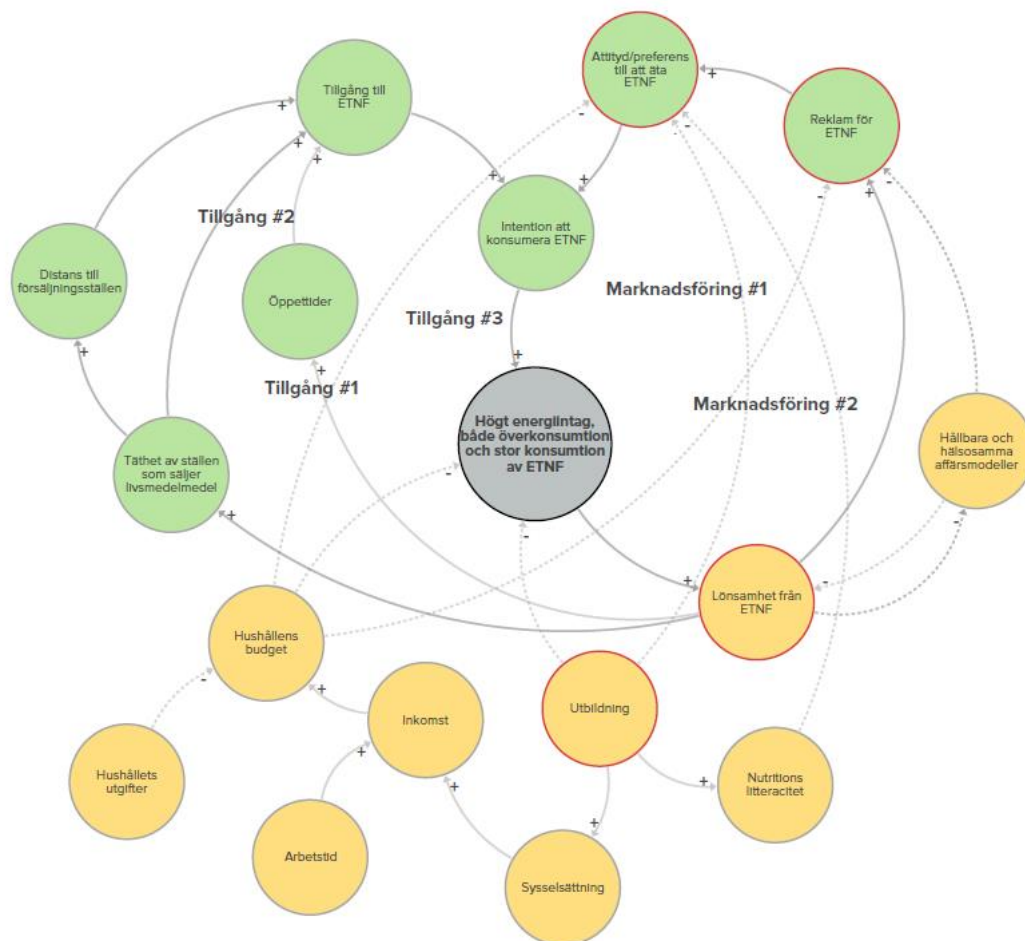 Attityd/preferens
till att äta
ETNF
Tillgång till
ETNF
Reklam för
ETNF
Tillgång #2
Intention att
konsumera ETNF
Distans till
försäljningsställen
Öppettider
Marknadsföring #1
Tillgång #3
Tillgång #1
Marknadsföring #2
Högt energiintag,
både överkonsumtion
och stor konsumtion
av ETNF
Hållbara och
hälsosamma
affärsmodeller
Täthet av ställen
som säljer
livsmedelmedel
Lönsamhet från
ETNF
Hushållens
budget
Utbildning
Inkomst
Hushållets
utgifter
Nutritions
litteracitet
Arbetstid
Sysselsättning